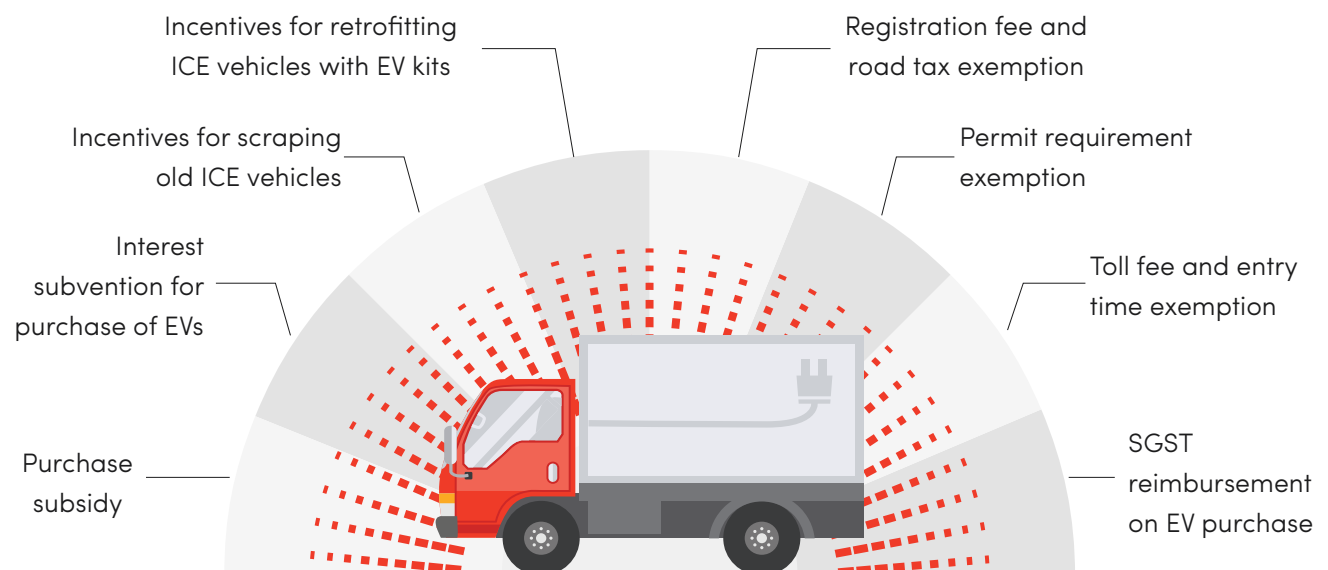 Incentives for retrofitting
ICE vehicles with EV kits
Registration fee and
road tax exemption
Incentives for scraping
old ICE vehicles
Permit requirement
exemption
Interest
subvention for
purchase of EVs
Toll fee and entry
time exemption
Purchase
subsidy
SGST
reimbursement
on EV purchase